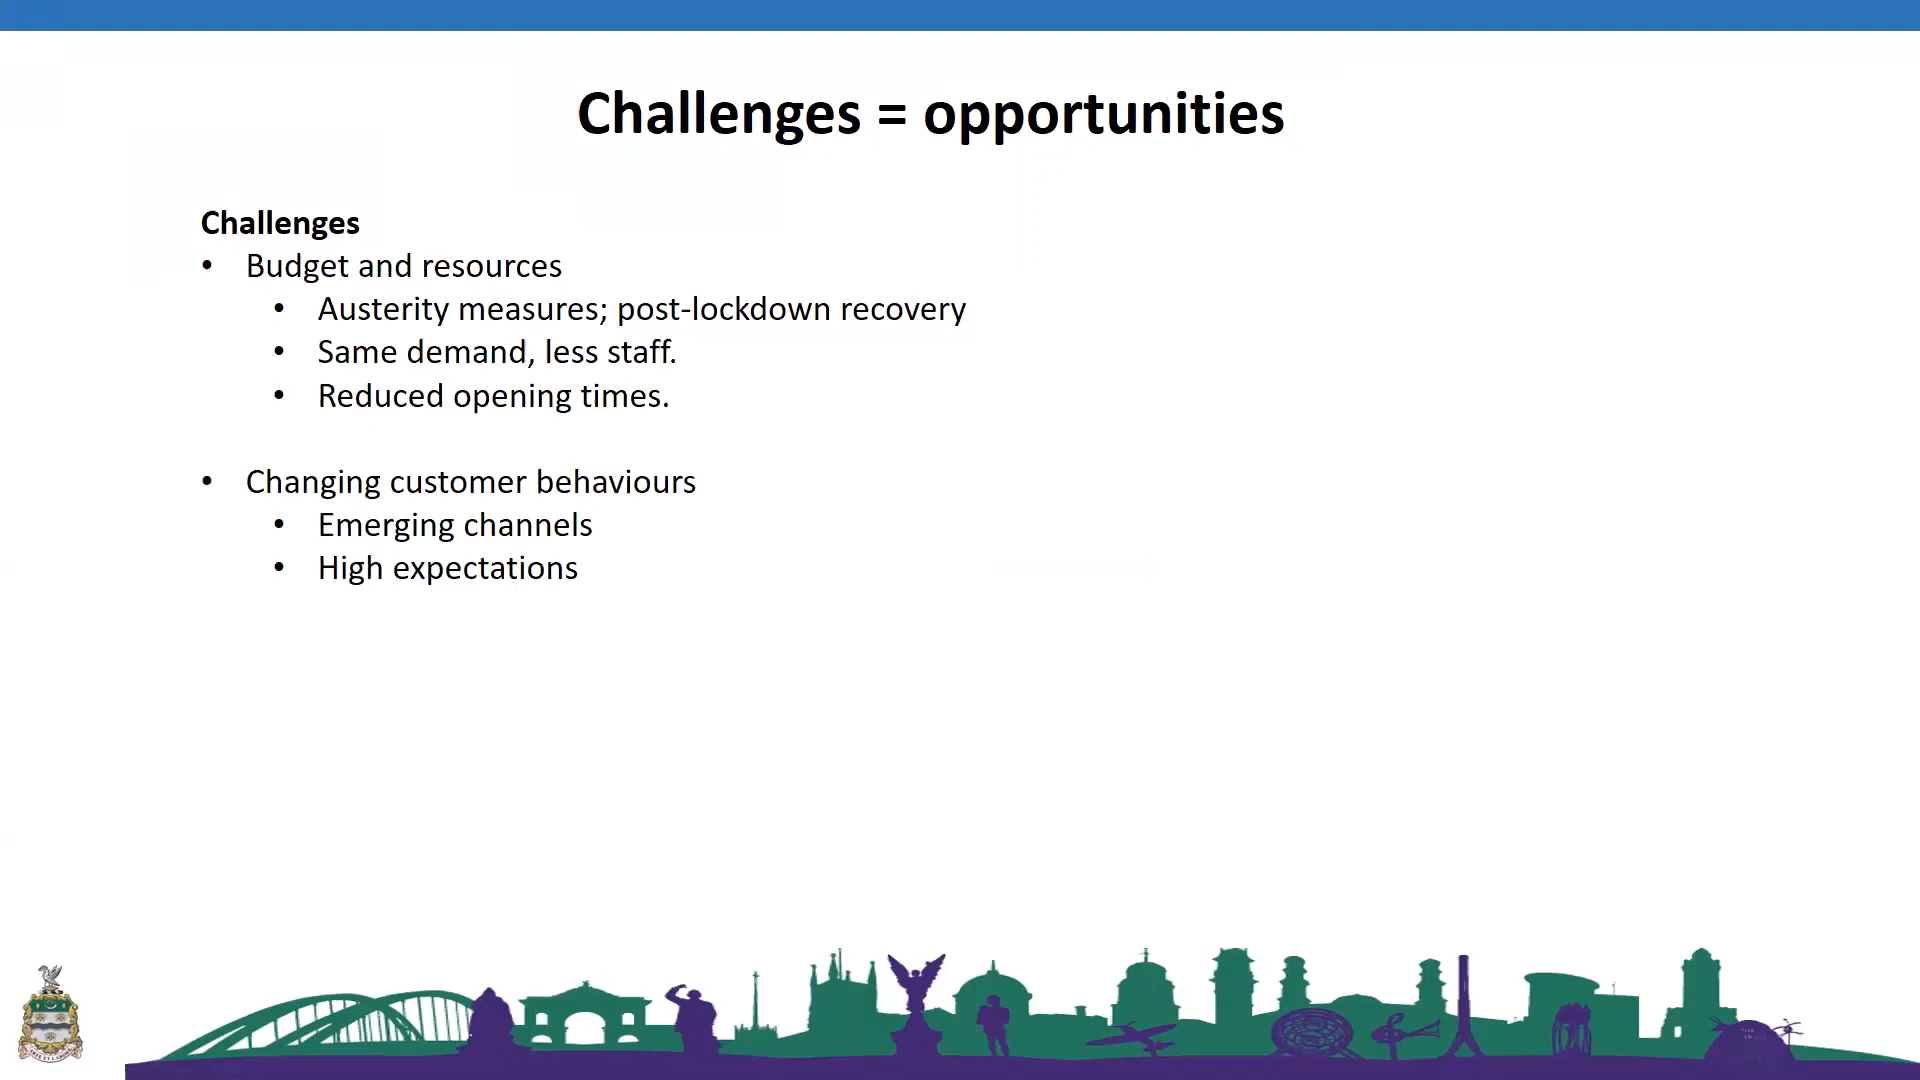 Challenges = opportunities
Challenges
• Budget and resources
• Austerity measures; post-lockdown recovery
• Same demand, less staff.
• Reduced opening times.
• Changing customer behaviours
• Emerging channels
• High expectations